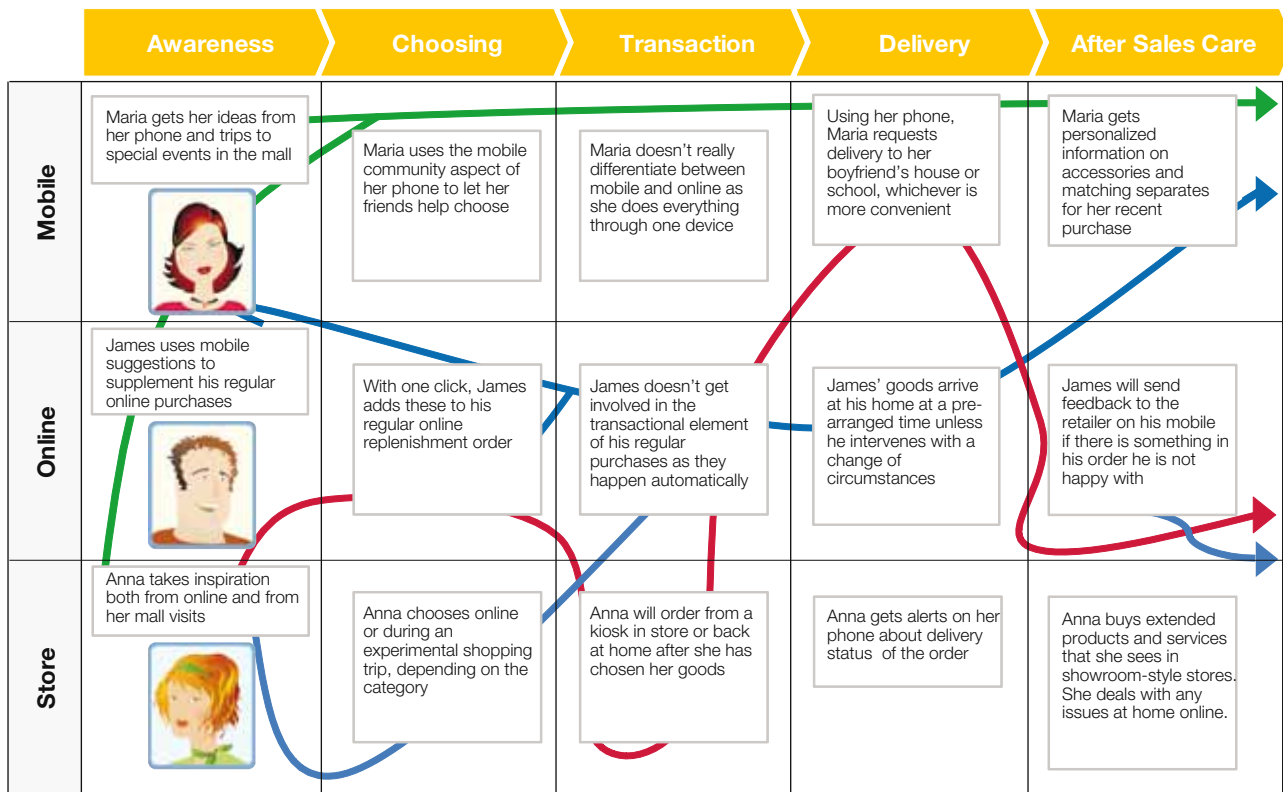 Awareness
Choosing
Transaction
Delivery
After Sales Care
Mobile
Maria gets her ideas from
her phone and trips to
special events in the mall
Maria uses the mobile
community aspect of
her phone to let her
friends help choose
Maria doesn’t really
differentiate between
mobile and online as
she does everything
through one device
Using her phone,
Maria requests
delivery to her
boyfriend’s house or
school, whichever is
more convenient
Maria gets
personalized
information on
accessories and
matching separates
for her recent
purchase
Online
James uses mobile
suggestions to
supplement his regular
online purchases
With one click, James
adds these to his
regular online
replenishment order
James doesn’t get
involved in the
transactional element
of his regular
purchases as they
happen automatically
James’ goods arrive
at his home at a pre-
arranged time unless
he intervenes with a
change of
circumstances
James will send
feedback to the
retailer on his mobile
if there is something in
his order he is not
happy with
Store
Anna takes inspiration
both from online and from
her mall visits
Anna chooses online
or during an
experimental shopping
trip, depending on the
category
Anna will order from a
kiosk in store or back
at home after she has
chosen her goods
Anna gets alerts on her
phone about delivery
status of the order
Anna buys extended
products and services
that she sees in
showroom-style stores.
She deals with any
issues at home online.